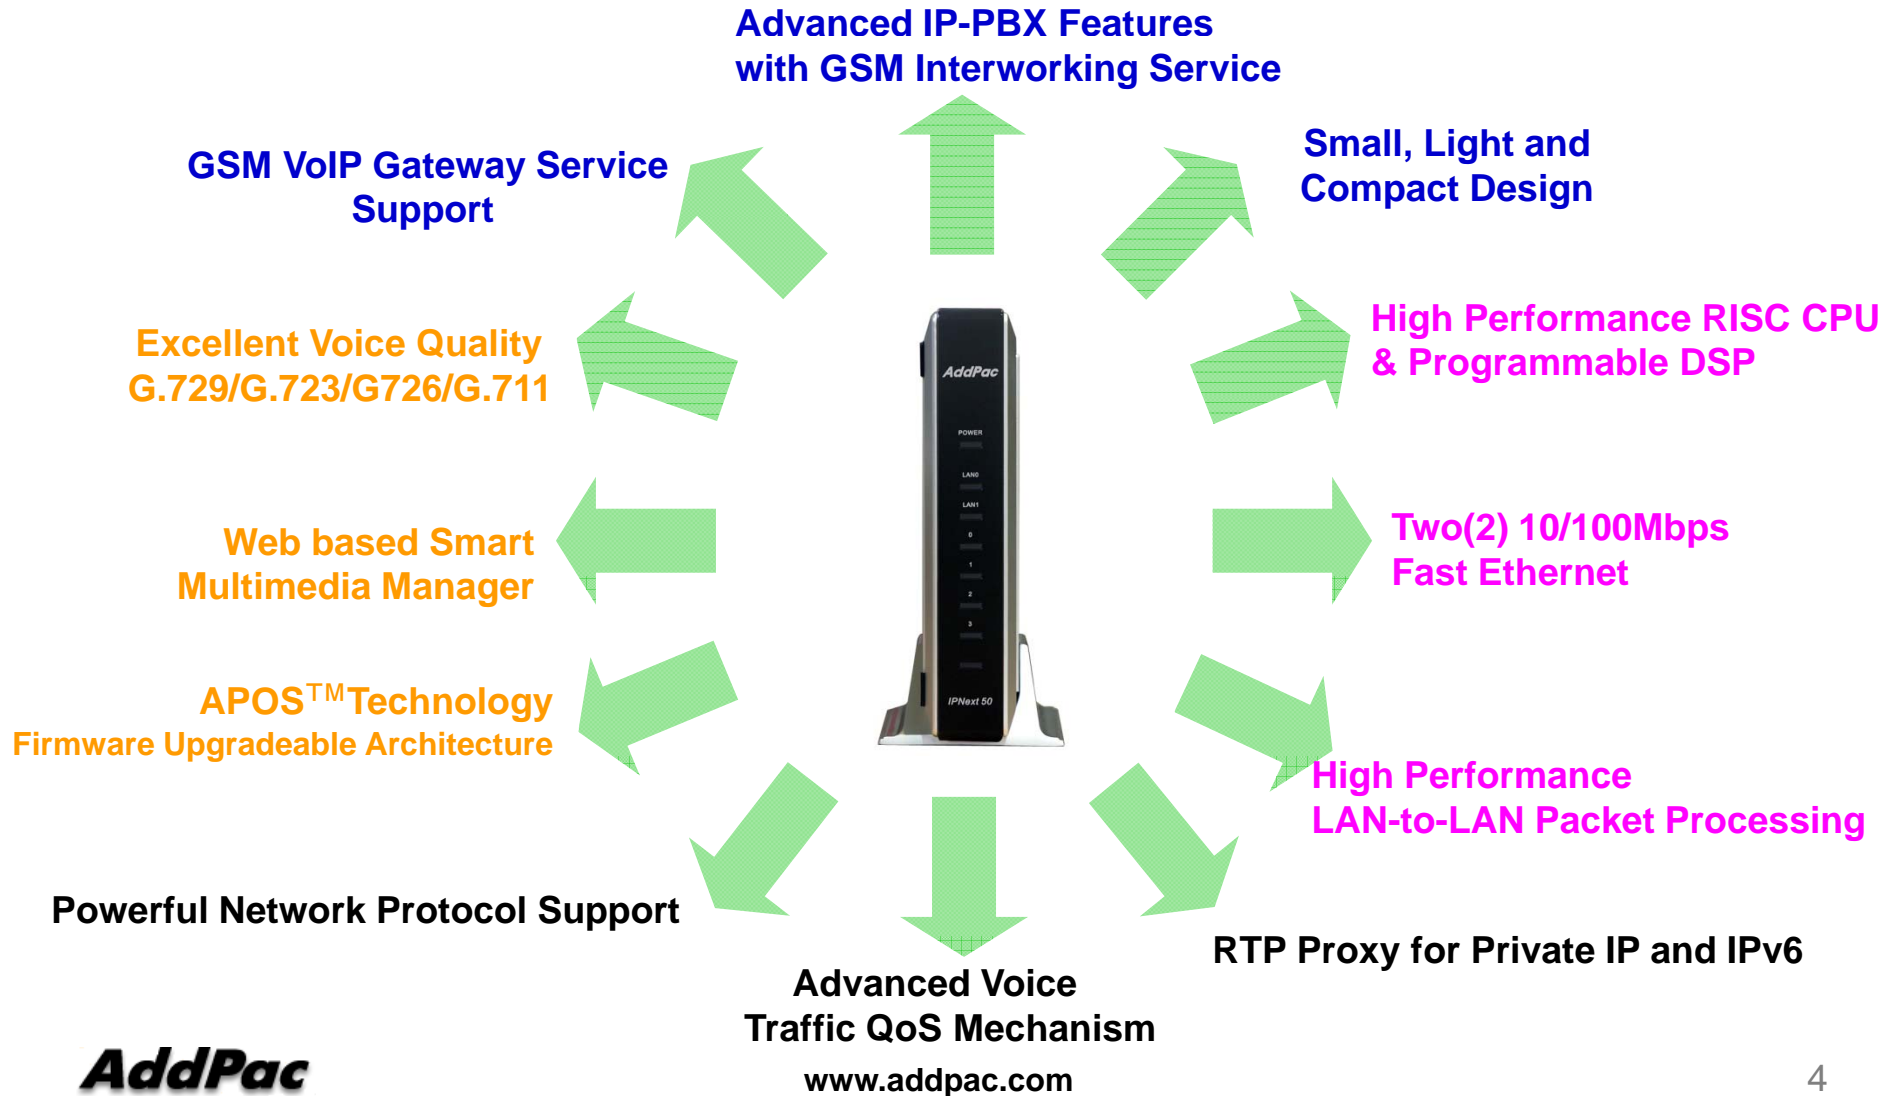 Advanced IP-PBX Features
with GSM Interworking Service
GSM VoIP Gateway Service
Support
Small, Light and
Compact Design
Excellent Voice Quality
G.729/G.723/G726/G.711
High Performance RISC CPU
& Programmable DSP
Web based Smart
Multimedia Manager
Two(2) 10/100Mbps
Fast Ethernet
APOS™Technology
Firmware Upgradeable Architecture
High Performance
LAN-to-LAN Packet Processing
Powerful Network Protocol Support
RTP Proxy for Private IP and IPv6
Advanced Voice
Traffic QoS Mechanism
AddPac
POWER
LAN0
LAN1
0
1
2
3
IPNext 50
AddPac
www.addpac.com
4